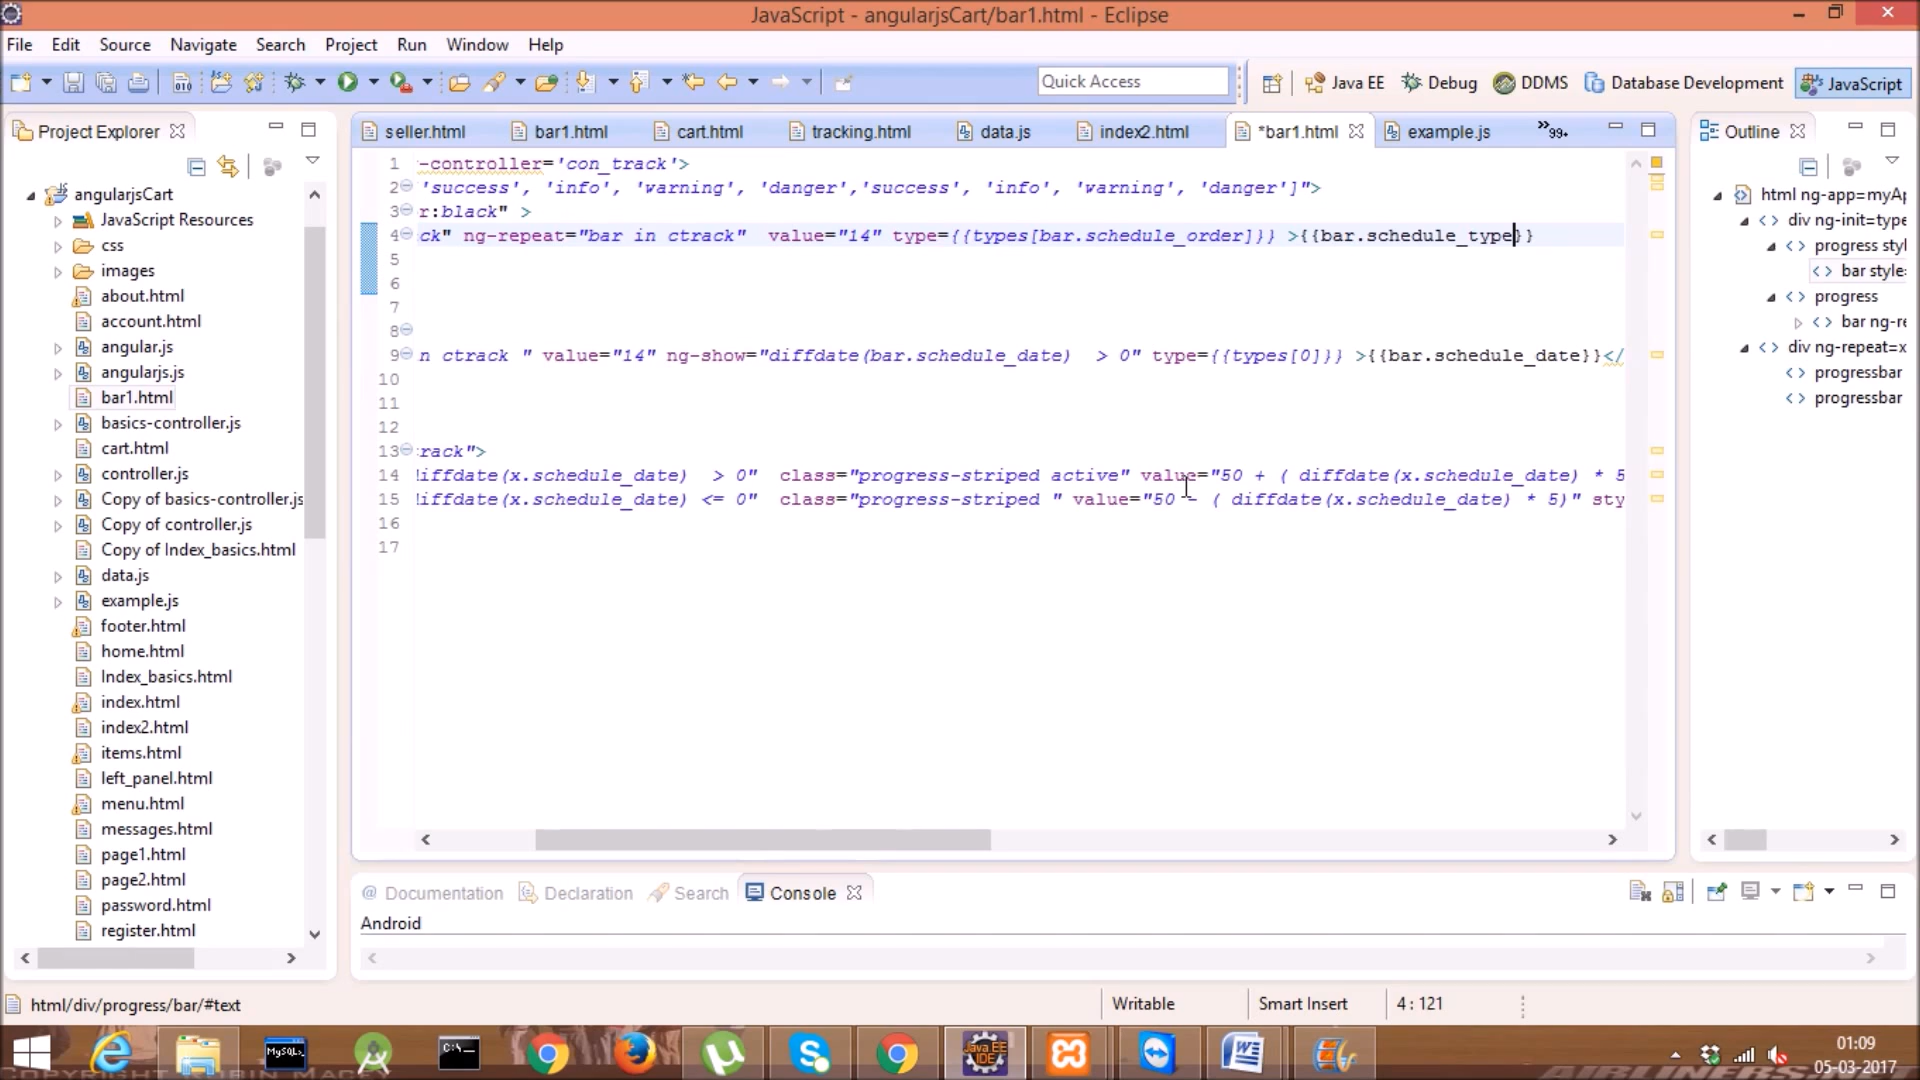 JavaScript - angularjsCart/bar1.html - Eclipse
File Edit Source Navigate Search Project Run Window Help
Quick Access
Java EE
Debug
DDMS
Database Development
JavaScript
Project Explorer
seller.html
bar1.html
cart.html
tracking.html
data.js
index2.html
*bar1.html
example.js
»99+
Outline
angularjsCart
JavaScript Resources
css
images
about.html
account.html
angular.js
angularjs.js
bar1.html
basics-controller.js
cart.html
controller.js
Copy of basics-controller.js
Copy of controller.js
Copy of Index_basics.html
data.js
example.js
footer.html
home.html
Index_basics.html
index.html
index2.html
items.html
left_panel.html
menu.html
messages.html
page1.html
page2.html
password.html
register.html
1 -controller='con_track'>
2 'success', 'info', 'warning', 'danger','success', 'info', 'warning', 'danger']">
3 r:black" >
4 ck" ng-repeat="bar in ctrack"  value="14" type={{types[bar.schedule_order]}} >{{bar.schedule_type}}
5
6
7
8
9 n ctrack " value="14" ng-show="diffdate(bar.schedule_date)  > 0" type={{types[0]}} >{{bar.schedule_date}}</
10
11
12
13 rack">
14 diffdate(x.schedule_date)  > 0"  class="progress-striped active" value="50 + ( diffdate(x.schedule_date) * 5
15 diffdate(x.schedule_date) <= 0"  class="progress-striped " value="50 - ( diffdate(x.schedule_date) * 5)" sty
16
17
html ng-app=myAp
div ng-init=type
progress styl
bar style:
progress
bar ng-re
div ng-repeat=x
progressbar
progressbar
@ Documentation
Declaration
Search
Console
Android
html/div/progress/bar/#text
Writable
Smart Insert
4 : 121
01:09
05-03-2017